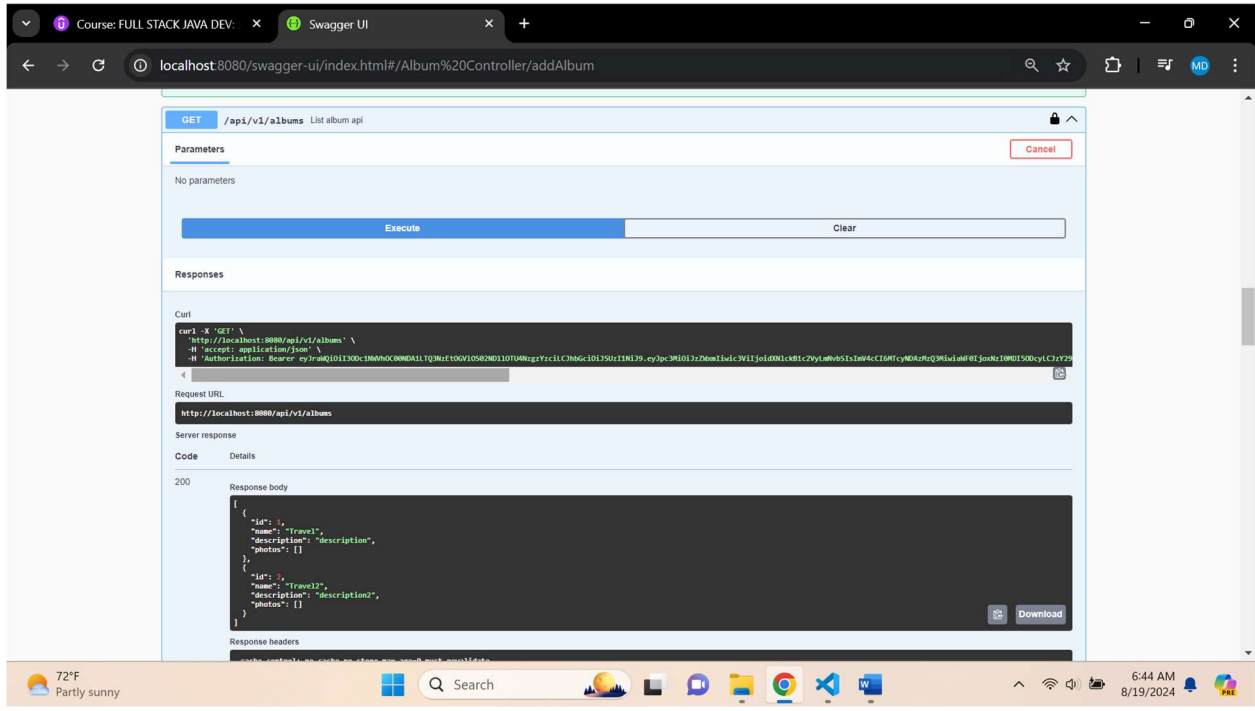 Course: FULL STACK JAVA DEV:
Swagger UI
localhost:8080/swagger-ui/index.html#/Album%20Controller/addAlbum
MD
GET /api/v1/albums List album api
Parameters
Cancel
No parameters
Execute
Clear
Responses
Curl
curl -X 'GET' \
'http://localhost:8080/api/v1/albums' \
-H 'accept: application/json' \
-H 'Authorization: Bearer
Request URL
http://localhost:8080/api/v1/albums
Server response
Code Details
200
Response body
[
{
"id": 1,
"name": "Travel",
"description": "description",
"photos": []
},
{
"id":
"name": "Travel2",
"description": "description2",
"photos": []
}
]
Download
Response headers
72°F
Partly sunny
Search
6:44 AM
8/19/2024
PRE